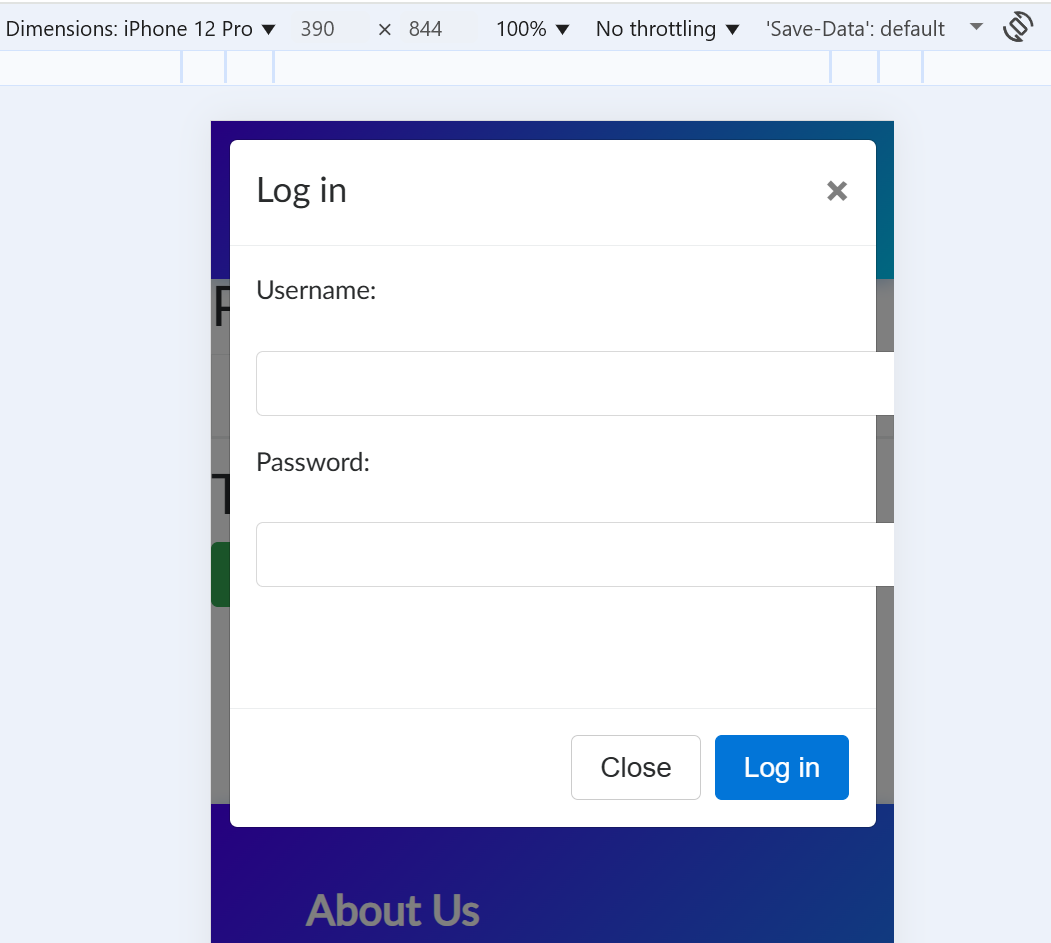 Dimensions: iPhone 12 Pro ▼ 390 × 844 100% ▼ No throttling ▼ 'Save-Data': default
Log in ×
Username:
Password:
Close Log in
About Us